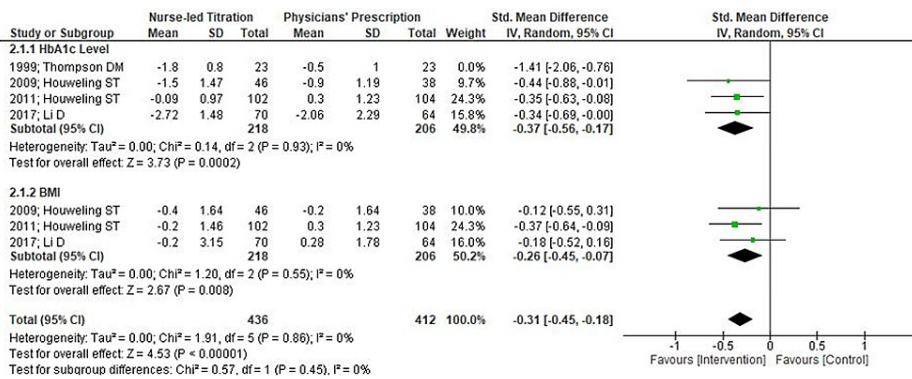 Nurse-led Titration Physicians' Prescription Std. Mean Difference Std. Mean Difference
Study or Subgroup Mean SD Total Mean SD Total Weight IV, Random, 95% CI IV, Random, 95% CI
2.1.1 HbA1c Level
1999; Thompson DM -1.8 0.8 23 -0.5 1 23 0.0% -1.41 [-2.06, -0.76]
2009; Houweling ST -1.5 1.47 46 -0.9 1.19 38 9.7% -0.44 [-0.88, -0.01]
2011; Houweling ST -0.09 0.97 102 0.3 1.23 104 24.3% -0.35 [-0.63, -0.08]
2017; Li D -2.72 1.48 70 -2.06 2.29 64 15.8% -0.34 [-0.69, -0.00]
Subtotal (95% CI) 218 206 49.8% -0.37 [-0.56, -0.17]
Heterogeneity: Tau² = 0.00; Chi² = 0.14, df = 2 (P = 0.93); I² = 0%
Test for overall effect: Z = 3.73 (P = 0.0002)
2.1.2 BMI
2009; Houweling ST -0.4 1.64 46 -0.2 1.64 38 10.0% -0.12 [-0.55, 0.31]
2011; Houweling ST -0.2 1.46 102 0.3 1.23 104 24.3% -0.37 [-0.64, -0.09]
2017; Li D -0.2 3.15 70 0.28 1.78 64 16.0% -0.18 [-0.52, 0.16]
Subtotal (95% CI) 218 206 50.2% -0.26 [-0.45, -0.07]
Heterogeneity: Tau² = 0.00; Chi² = 1.20, df = 2 (P = 0.55); I² = 0%
Test for overall effect: Z = 2.67 (P = 0.008)
Total (95% CI) 436 412 100.0% -0.31 [-0.45, -0.18]
Heterogeneity: Tau² = 0.00; Chi² = 1.91, df = 5 (P = 0.86); I² = 0%
Test for overall effect: Z = 4.53 (P < 0.00001)
Test for subgroup differences: Chi² = 0.57, df = 1 (P = 0.45), I² = 0%
-1 -0.5 0 0.5 1
Favours [Intervention] Favours [Control]